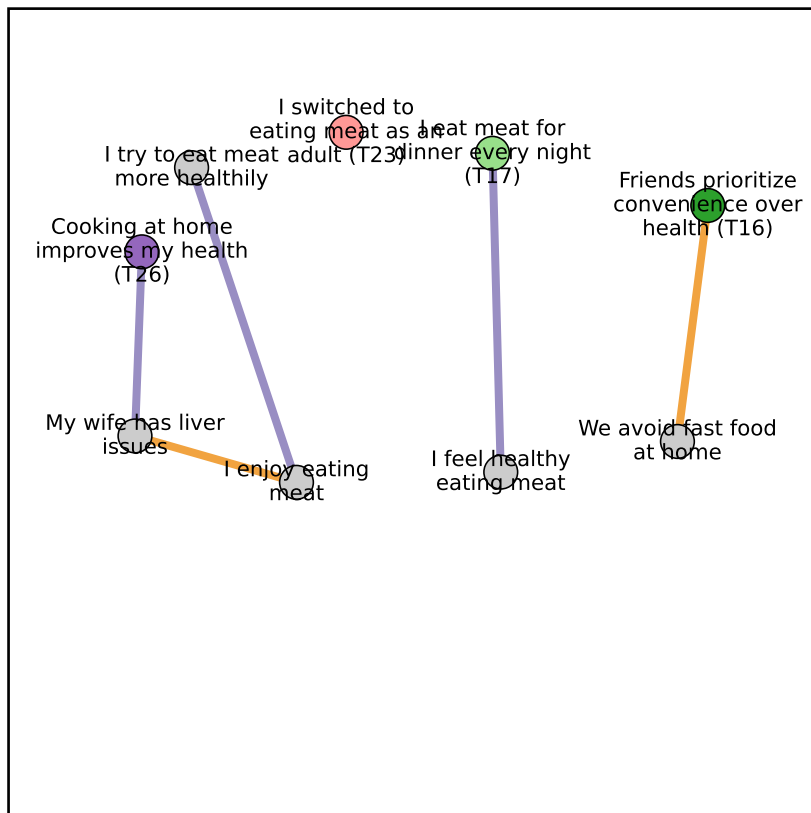 I switched to
eating meat as an
adult (T23)
I eat meat for
dinner every night
(T17)
I try to eat meat
more healthily
Friends prioritize
convenience over
health (T16)
Cooking at home
improves my health
(T26)
My wife has liver
issues
I enjoy eating
meat
I feel healthy
eating meat
We avoid fast food
at home